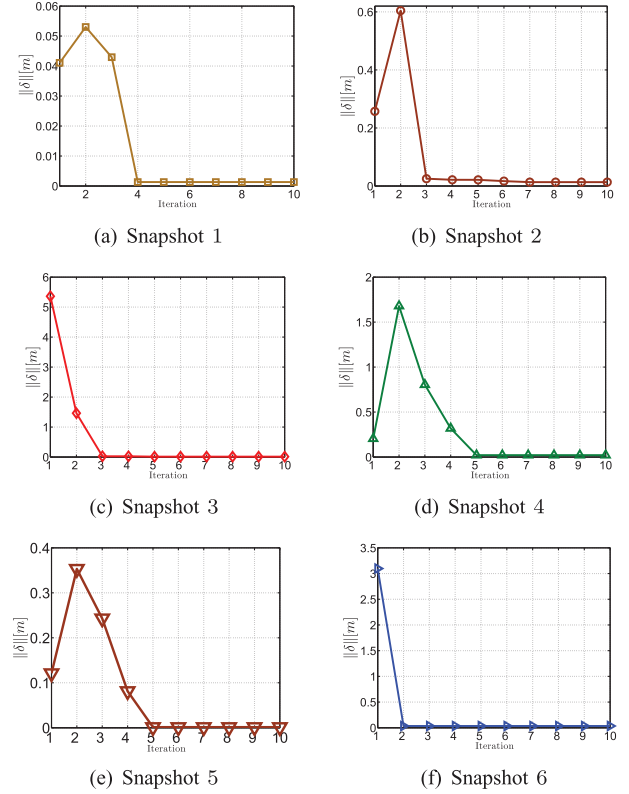 0.06
0.05
0.04
0.03
0.02
0.01
0
2 4 6 8 10
||δ||[m]
Iteration
(a) Snapshot 1
0.6
0.4
0.2
0
1 2 3 4 5 6 7 8 9 10
||δ||[m]
Iteration
(b) Snapshot 2
6
5
4
3
2
1
0
1 2 3 4 5 6 7 8 9 10
||δ||[m]
Iteration
(c) Snapshot 3
2
1.5
1
0.5
0
1 2 3 4 5 6 7 8 9 10
||δ||[m]
Iteration
(d) Snapshot 4
0.4
0.3
0.2
0.1
0
1 2 3 4 5 6 7 8 9 10
||δ||[m]
Iteration
(e) Snapshot 5
3.5
3
2.5
2
1.5
1
0.5
0
1 2 3 4 5 6 7 8 9 10
||δ||[m]
Iteration
(f) Snapshot 6